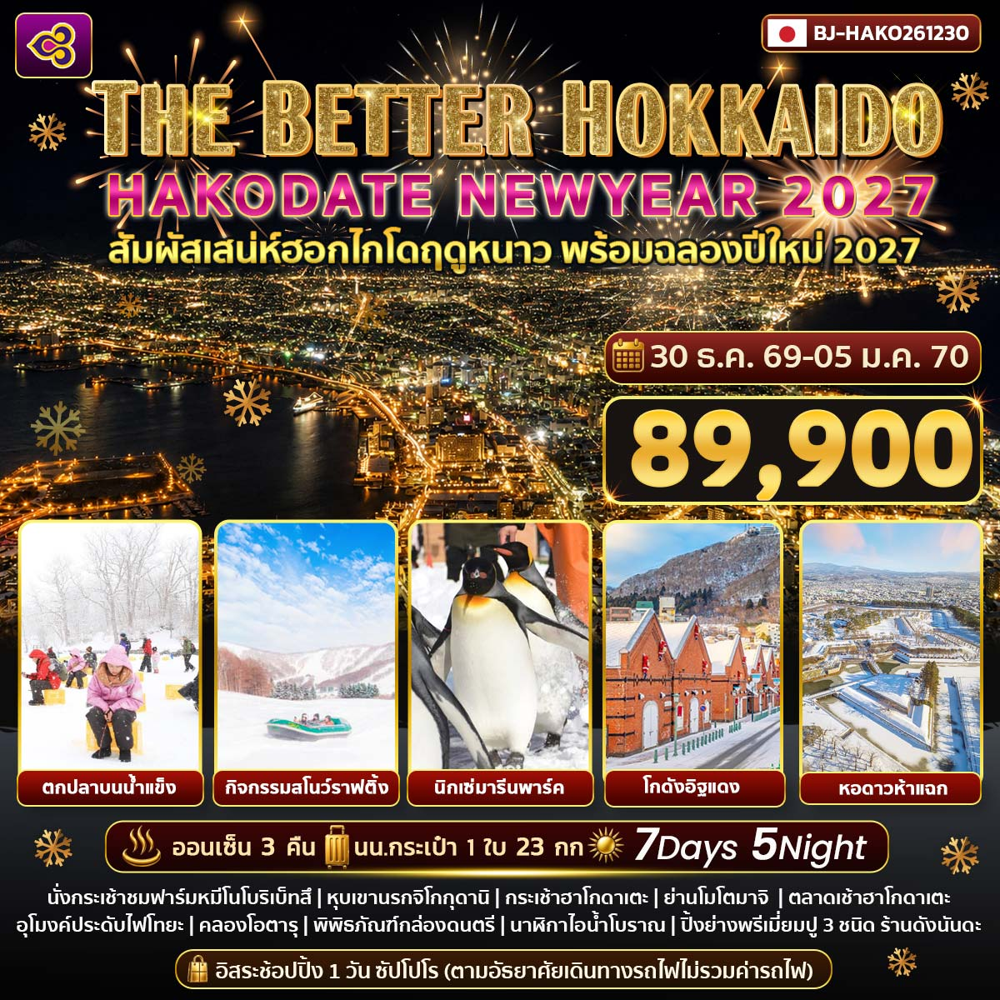 BJ-HAKO261230
THE BETTER HOKKAIDO
HAKODATE NEWYEAR 2027
สัมผัสเสน่ห์ฮอกไกโดฤดูหนาว พร้อมฉลองปีใหม่ 2027
30 ธ.ค. 69-05 ม.ค. 70
89,900
ตกปลาบนน้ำแข็ง
กิจกรรมสโนว์ราฟติ้ง
นิกเซ่มารีนพาร์ค
โกดังอิฐแดง
หอดาวห้าแฉก
ออนเซ็น 3 คืน นน.กระเป๋า 1 ใบ 23 กก 7Days 5Night
นั่งกระเช้าชมฟาร์มหมีโนโบริเบ็ทสึ | หุบเขานรกจิโกกุดานิ | กระเช้าฮาโกดาเตะ | ย่านโมโตมาจิ | ตลาดเช้าฮาโกดาเตะ
อุโมงค์ประดับไฟโทยะ | คลองโอตารุ | พิพิธภัณฑ์กล่องดนตรี | นาฬิกาไอน้ำโบราณ | ปิ้งย่างพรีเมี่ยมปู 3 ชนิด ร้านดังนันดะ
อิสระช้อปปิ้ง 1 วัน ซัปโปโร (ตามอัธยาศัยเดินทางรถไฟไม่รวมค่ารถไฟ)